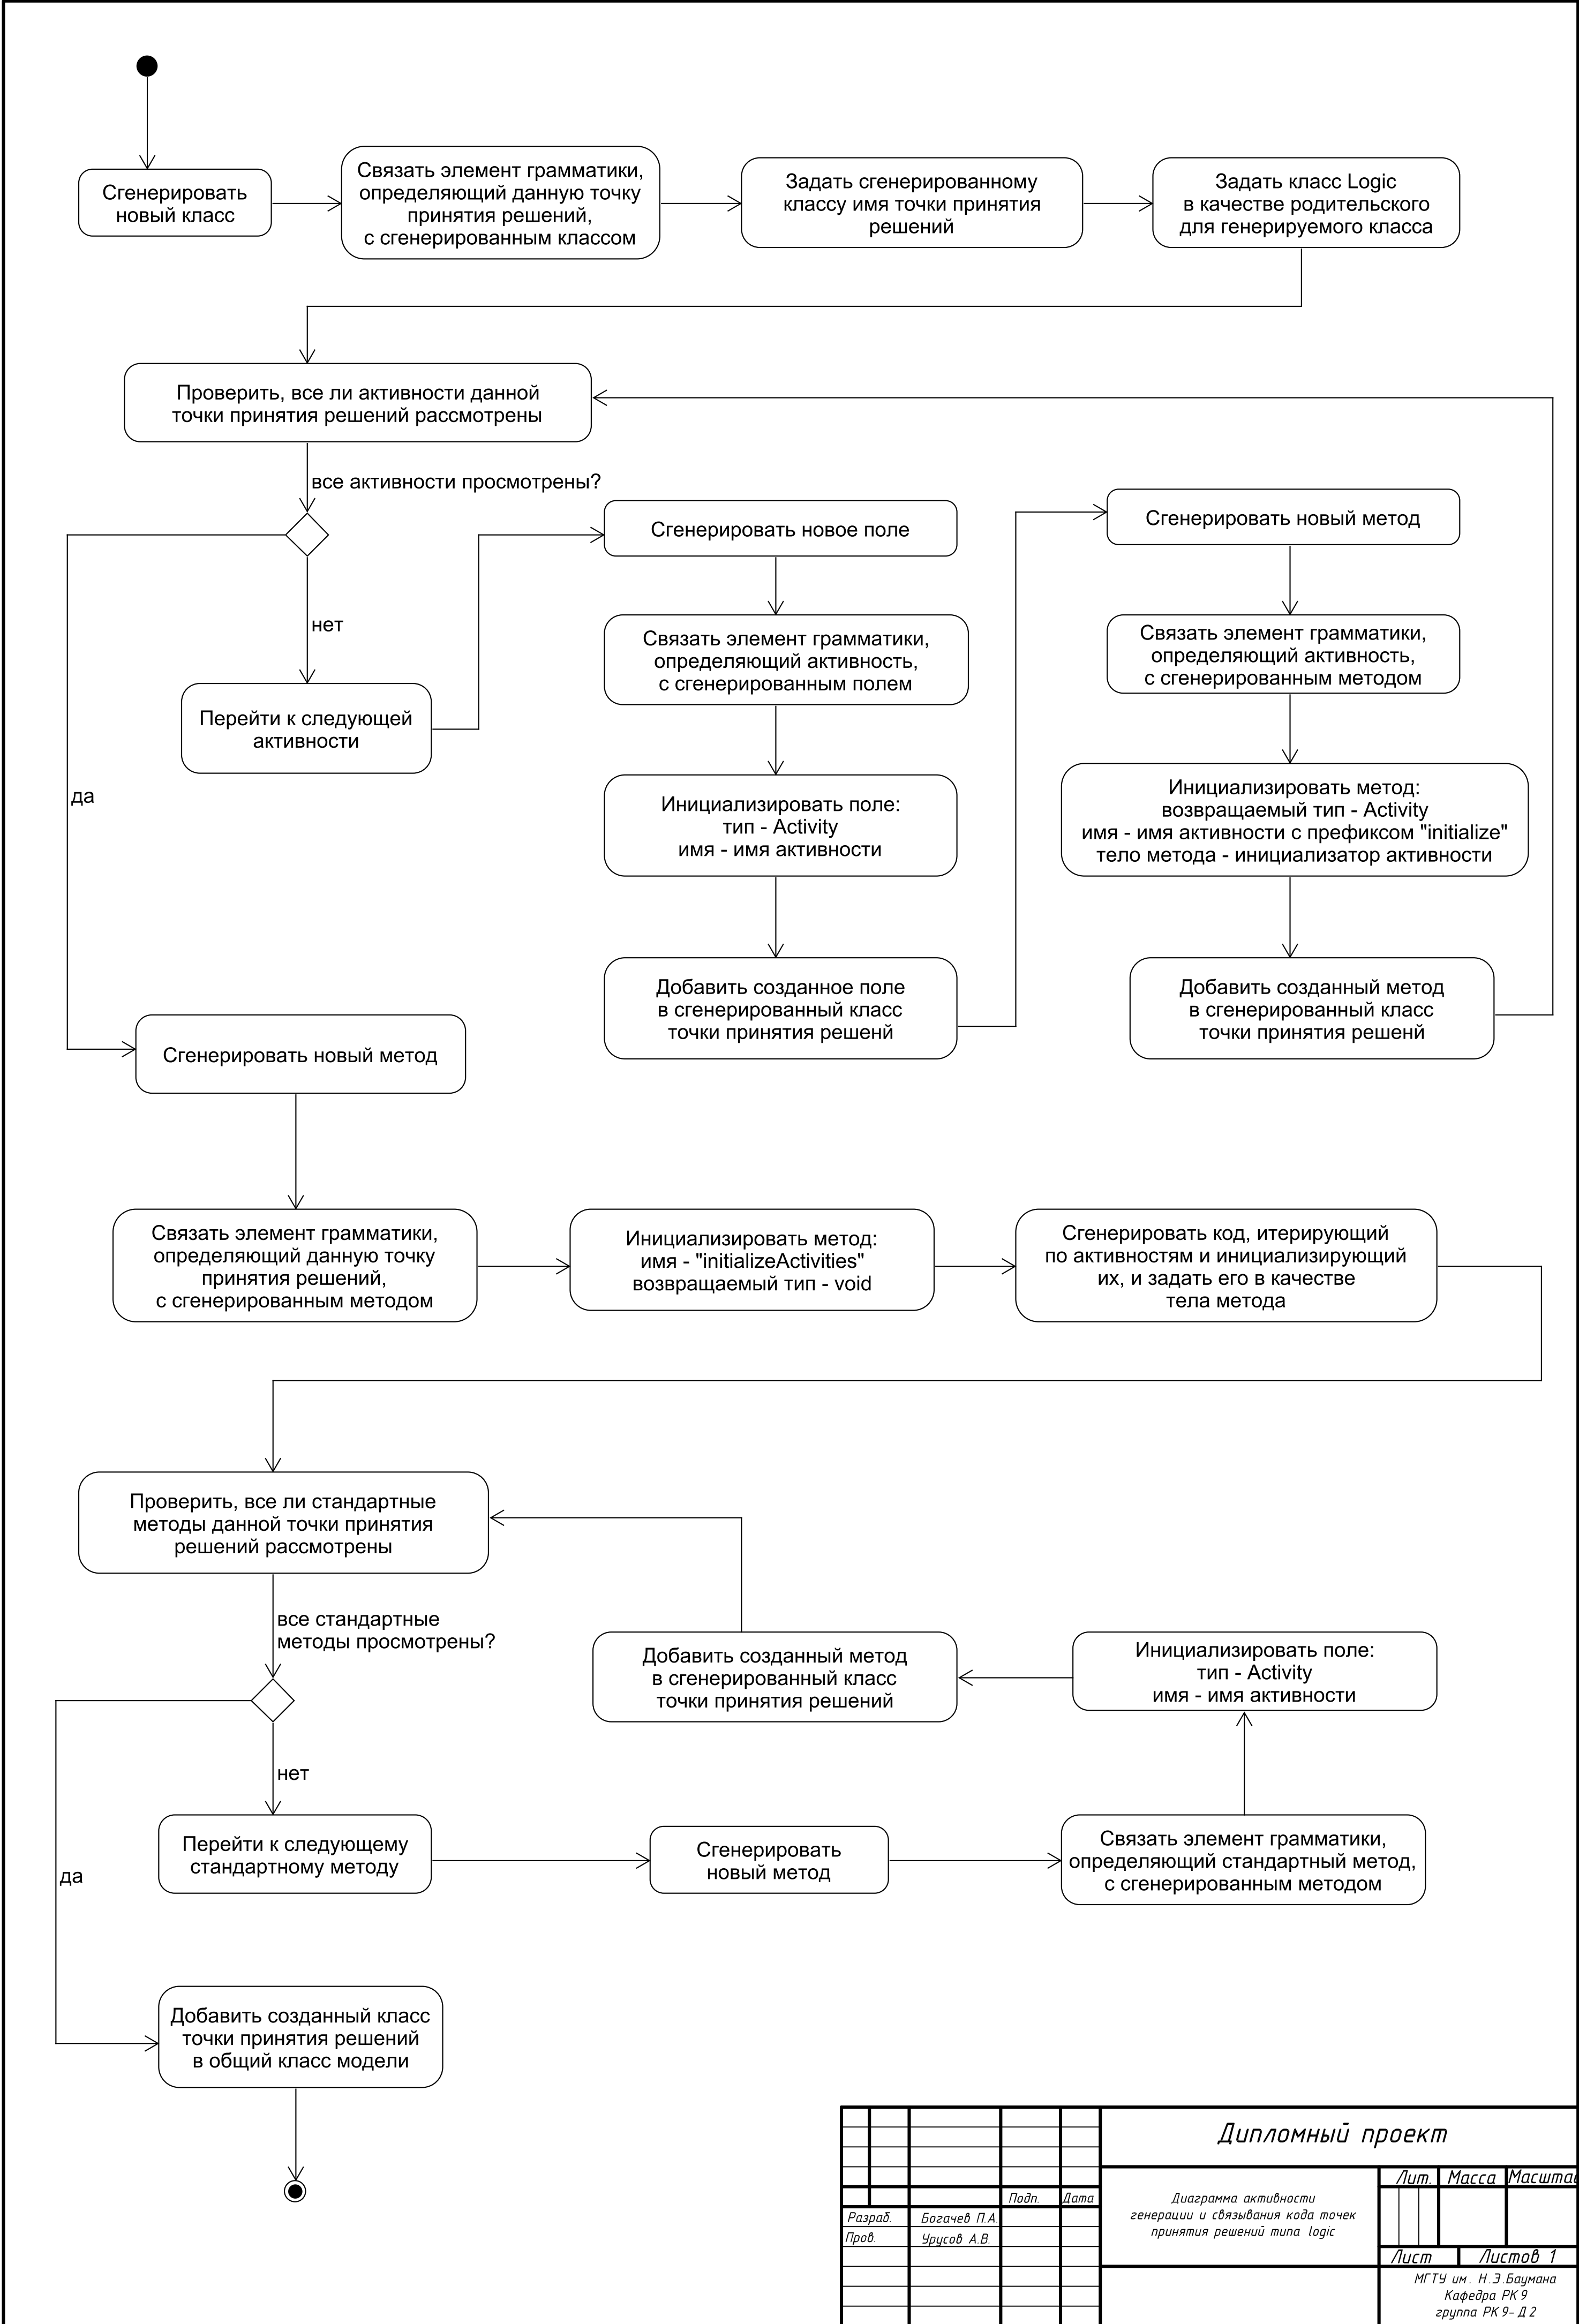 Сгенерировать
новый класс
Связать элемент грамматики,
определяющий данную точку
принятия решений,
с сгенерированным классом
Задать сгенерированному
классу имя точки принятия
решений
Задать класс Logic
в качестве родительского
для генерируемого класса
Проверить, все ли активности данной
точки принятия решений рассмотрены
все активности просмотрены?
нет
да
Перейти к следующей
активности
Сгенерировать новое поле
Связать элемент грамматики,
определяющий активность,
с сгенерированным полем
Инициализировать поле:
тип - Activity
имя - имя активности
Добавить созданное поле
в сгенерированный класс
точки принятия решенй
Сгенерировать новый метод
Связать элемент грамматики,
определяющий активность,
с сгенерированным методом
Инициализировать метод:
возвращаемый тип - Activity
имя - имя активности с префиксом "initialize"
тело метода - инициализатор активности
Добавить созданный метод
в сгенерированный класс
точки принятия решенй
Сгенерировать новый метод
Связать элемент грамматики,
определяющий данную точку
принятия решений,
с сгенерированным методом
Инициализировать метод:
имя - "initializeActivities"
возвращаемый тип - void
Сгенерировать код, итерирующий
по активностям и инициализирующий
их, и задать его в качестве
тела метода
Проверить, все ли стандартные
методы данной точки принятия
решений рассмотрены
все стандартные
методы просмотрены?
нет
да
Перейти к следующему
стандартному методу
Сгенерировать
новый метод
Связать элемент грамматики,
определяющий стандартный метод,
с сгенерированным методом
Инициализировать поле:
тип - Activity
имя - имя активности
Добавить созданный метод
в сгенерированный класс
точки принятия решений
Добавить созданный класс
точки принятия решений
в общий класс модели
Дипломный проект
Подп. Дата
Разраб. Богачев П.А.
Пров. Урусов А.В.
Диаграмма активности
генерации и связывания кода точек
принятия решений типа logic
Лит. Масса Масштаб
Лист Листов 1
МГТУ им. Н.Э.Баумана
Кафедра РК9
группа РК9-Д2